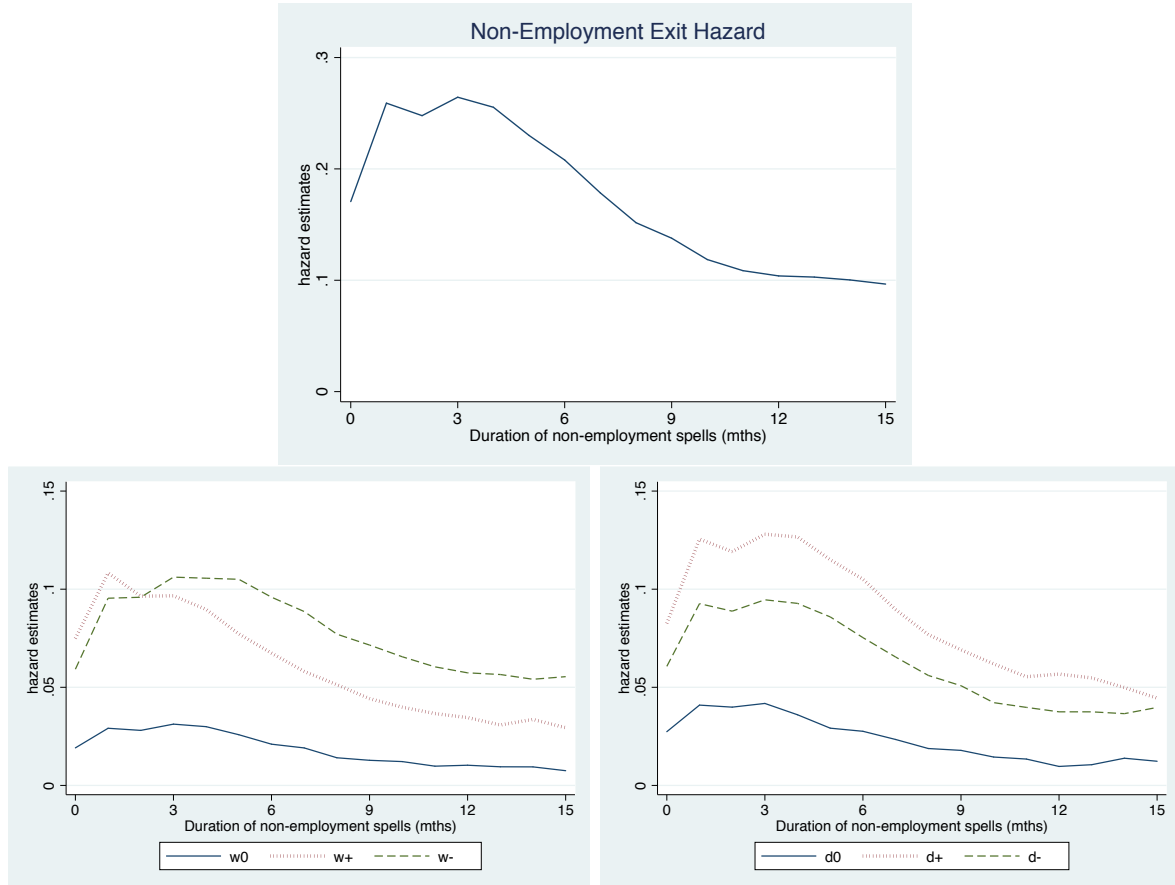 Non-Employment Exit Hazard
hazard estimates
.3
.2
.1
0
0 3 6 9 12 15
Duration of non-employment spells (mths)
hazard estimates
.15
.1
.05
0
0 3 6 9 12 15
Duration of non-employment spells (mths)
w0 w+ w-
hazard estimates
.15
.1
.05
0
0 3 6 9 12 15
Duration of non-employment spells (mths)
d0 d+ d-